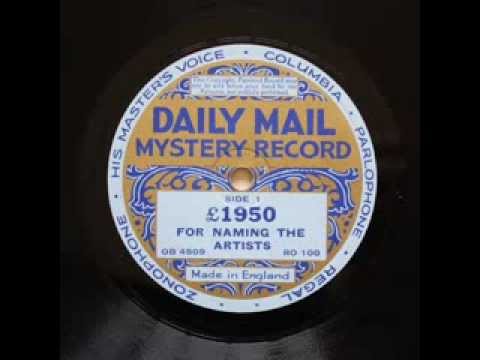 ZONOPHONE · HIS MASTER'S VOICE · COLUMBIA · PARLOPHONE · REGAL ·
DAILY MAIL
MYSTERY RECORD
SIDE 1
£1950
FOR NAMING THE
ARTISTS
OB 4809 RO 100
Made in England